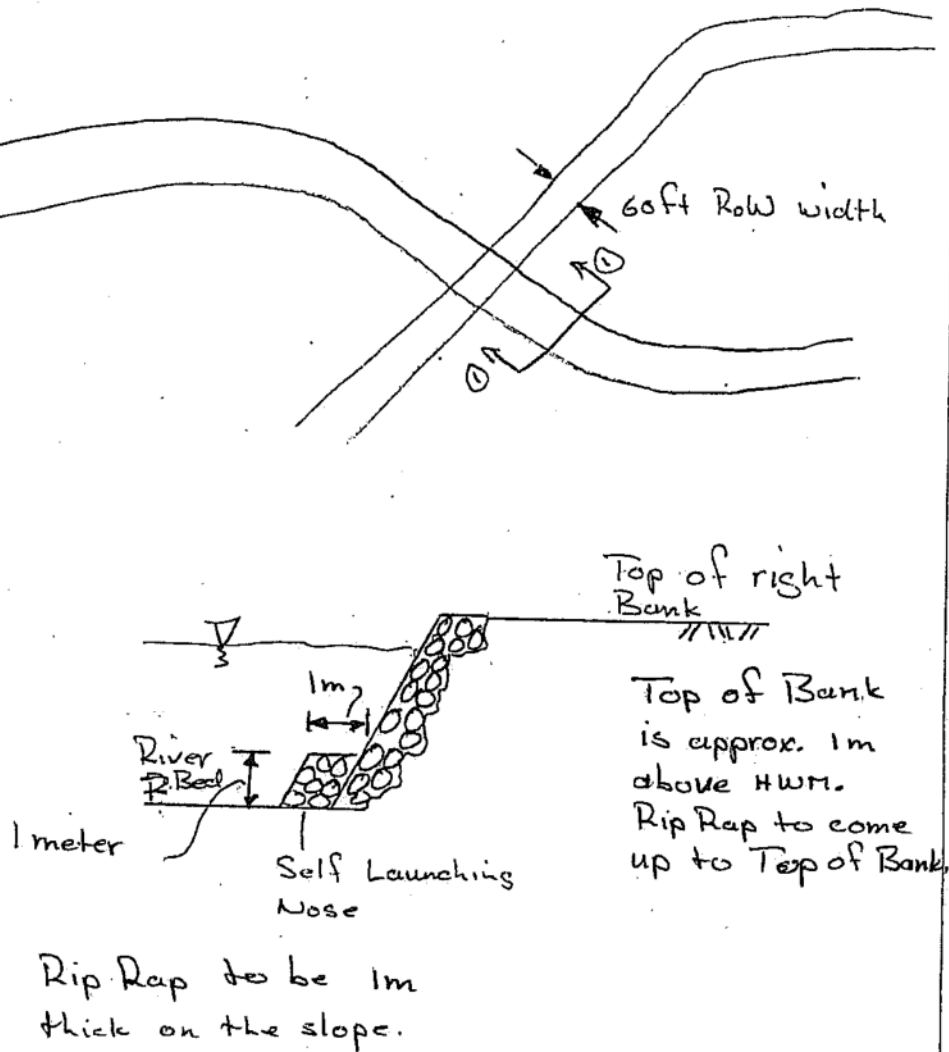 60ft RoW width
①
①
Top of right
Bank
1m
River
R.Bed
1 meter
Self Launching
Nose
Top of Bank
is approx. 1m
above HWM.
Rip Rap to come
up to Top of Bank.
Rip Rap to be 1m
thick on the slope.